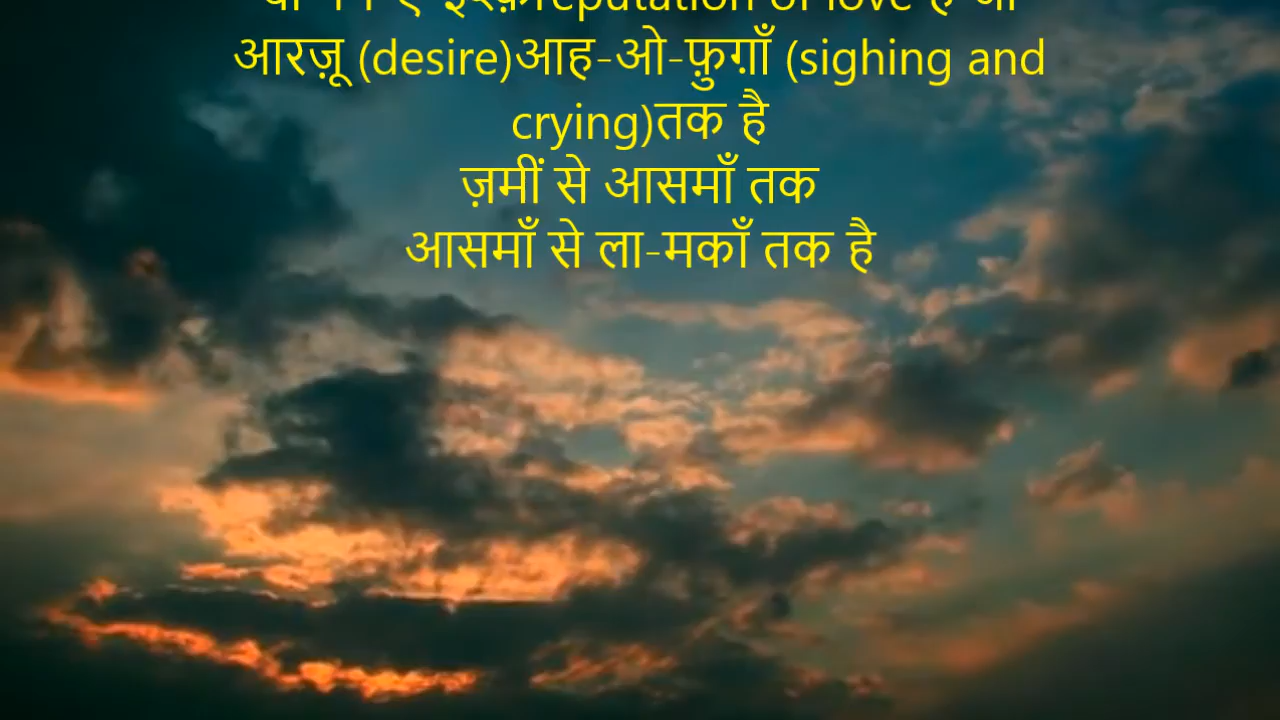 reputation of love है
आरज़ू (desire)आह-ओ-फ़ुग़ाँ (sighing and
crying)तक है
ज़मीं से आसमाँ तक
आसमाँ से ला-मकाँ तक है